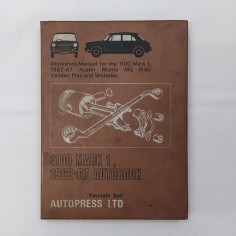 Workshop Manual for the 1100 Mark 1,
1962-67 Austin Morris MG Riley
Vanden Plas and Wolseley
1100 MARK 1,
1962-67 AUTOBOOK
Kenneth Ball
AUTOPRESS LTD